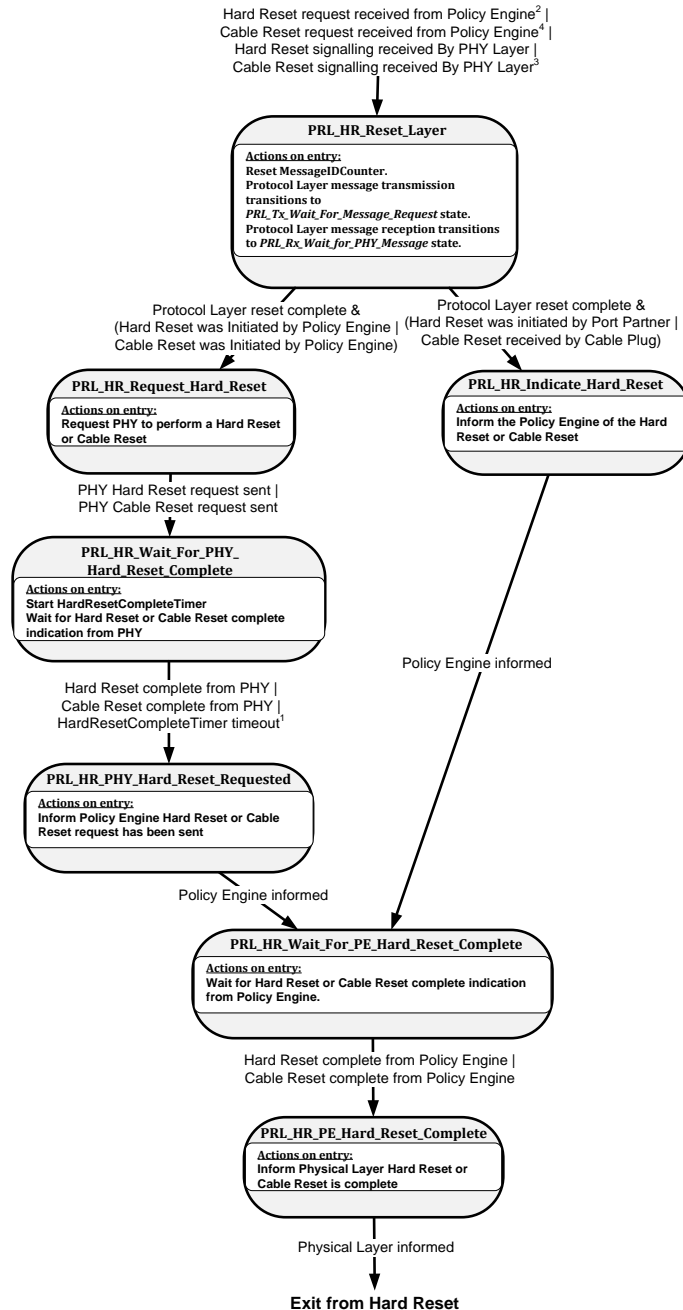 Hard Reset request received from Policy Engine² |
Cable Reset request received from Policy Engine⁴ |
Hard Reset signalling received By PHY Layer |
Cable Reset signalling received By PHY Layer³
PRL_HR_Reset_Layer
Actions on entry:
Reset MessageIDCounter.
Protocol Layer message transmission
transitions to
PRL_Tx_Wait_For_Message_Request state.
Protocol Layer message reception transitions
to PRL_Rx_Wait_for_PHY_Message state.
Protocol Layer reset complete &
(Hard Reset was Initiated by Policy Engine |
Cable Reset was Initiated by Policy Engine)
Protocol Layer reset complete &
(Hard Reset was initiated by Port Partner |
Cable Reset received by Cable Plug)
PRL_HR_Request_Hard_Reset
Actions on entry:
Request PHY to perform a Hard Reset
or Cable Reset
PRL_HR_Indicate_Hard_Reset
Actions on entry:
Inform the Policy Engine of the Hard
Reset or Cable Reset
PHY Hard Reset request sent |
PHY Cable Reset request sent
PRL_HR_Wait_For_PHY_
Hard_Reset_Complete
Actions on entry:
Start HardResetCompleteTimer
Wait for Hard Reset or Cable Reset complete
indication from PHY
Policy Engine informed
Hard Reset complete from PHY |
Cable Reset complete from PHY |
HardResetCompleteTimer timeout¹
PRL_HR_PHY_Hard_Reset_Requested
Actions on entry:
Inform Policy Engine Hard Reset or Cable
Reset request has been sent
Policy Engine informed
PRL_HR_Wait_For_PE_Hard_Reset_Complete
Actions on entry:
Wait for Hard Reset or Cable Reset complete indication
from Policy Engine.
Hard Reset complete from Policy Engine |
Cable Reset complete from Policy Engine
PRL_HR_PE_Hard_Reset_Complete
Actions on entry:
Inform Physical Layer Hard Reset or
Cable Reset is complete
Physical Layer informed
Exit from Hard Reset